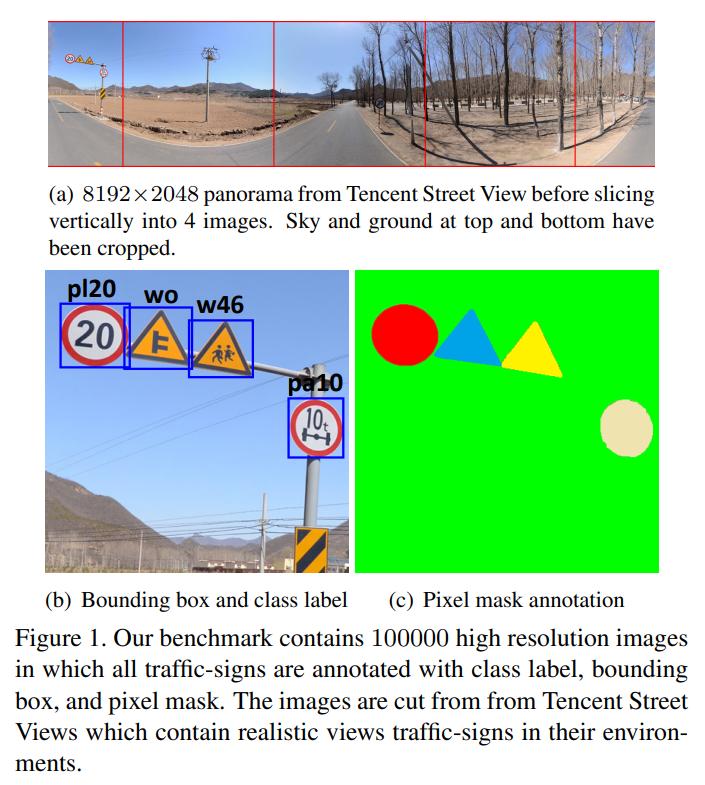 (a) 8192×2048 panorama from Tencent Street View before slicing
vertically into 4 images. Sky and ground at top and bottom have
been cropped.
pl20
wo
w46
20
pa10
10t
(b) Bounding box and class label
(c) Pixel mask annotation
Figure 1. Our benchmark contains 100000 high resolution images
in which all traffic-signs are annotated with class label, bounding
box, and pixel mask. The images are cut from from Tencent Street
Views which contain realistic views traffic-signs in their environ-
ments.